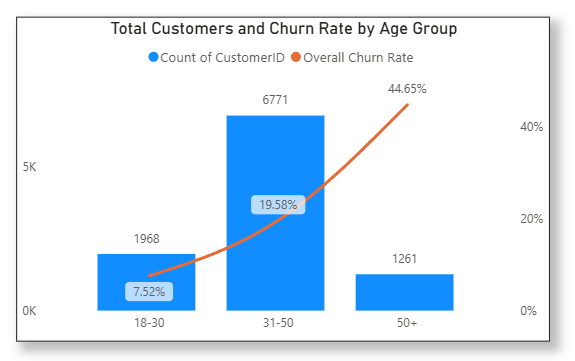 Total Customers and Churn Rate by Age Group
Count of CustomerID Overall Churn Rate
44.65%
6771
40%
5K
19.58%
20%
1968
1261
7.52%
0K
0%
18-30 31-50 50+